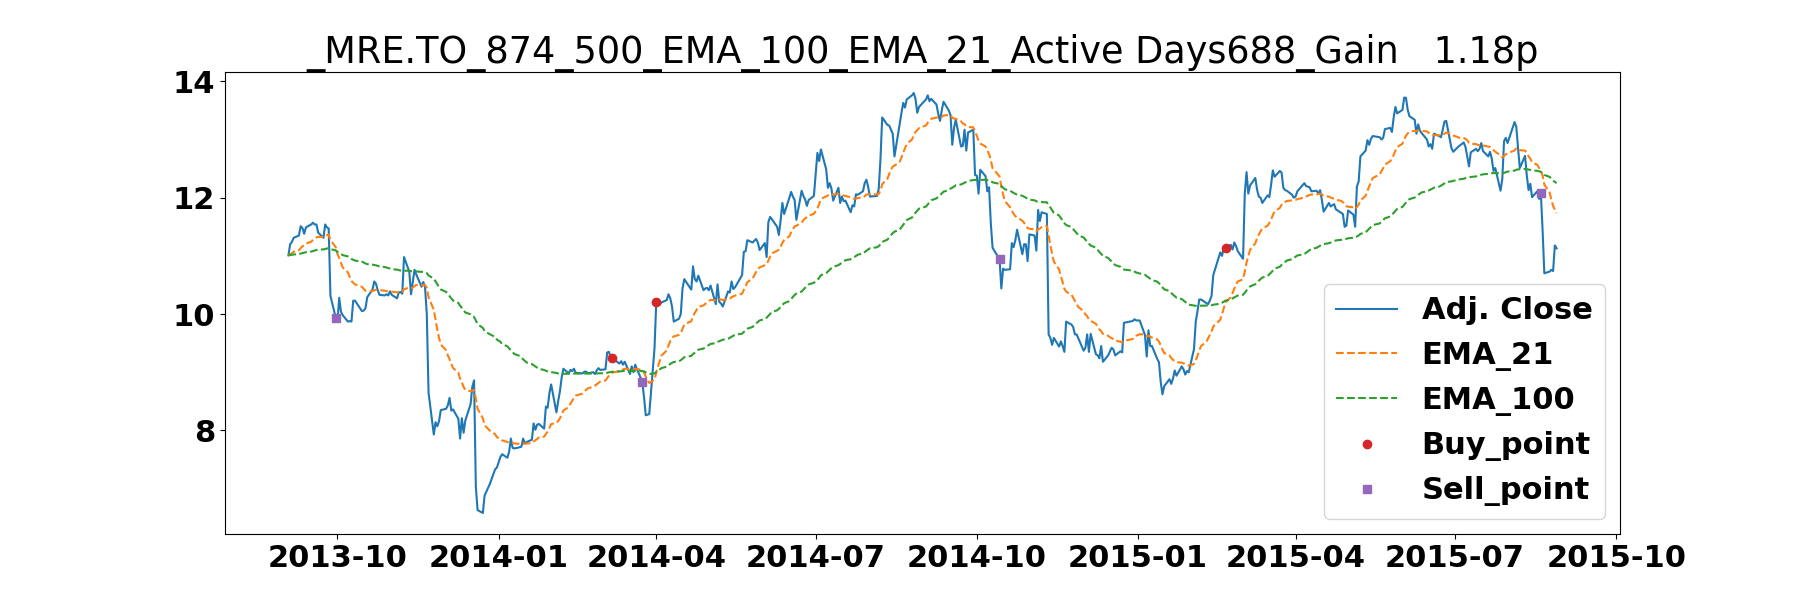 _MRE.TO_874_500_EMA_100_EMA_21_Active Days688_Gain   1.18p
14
12
10
8
Adj. Close
EMA_21
EMA_100
Buy_point
Sell_point
2013-10 2014-01 2014-04 2014-07 2014-10 2015-01 2015-04 2015-07 2015-10